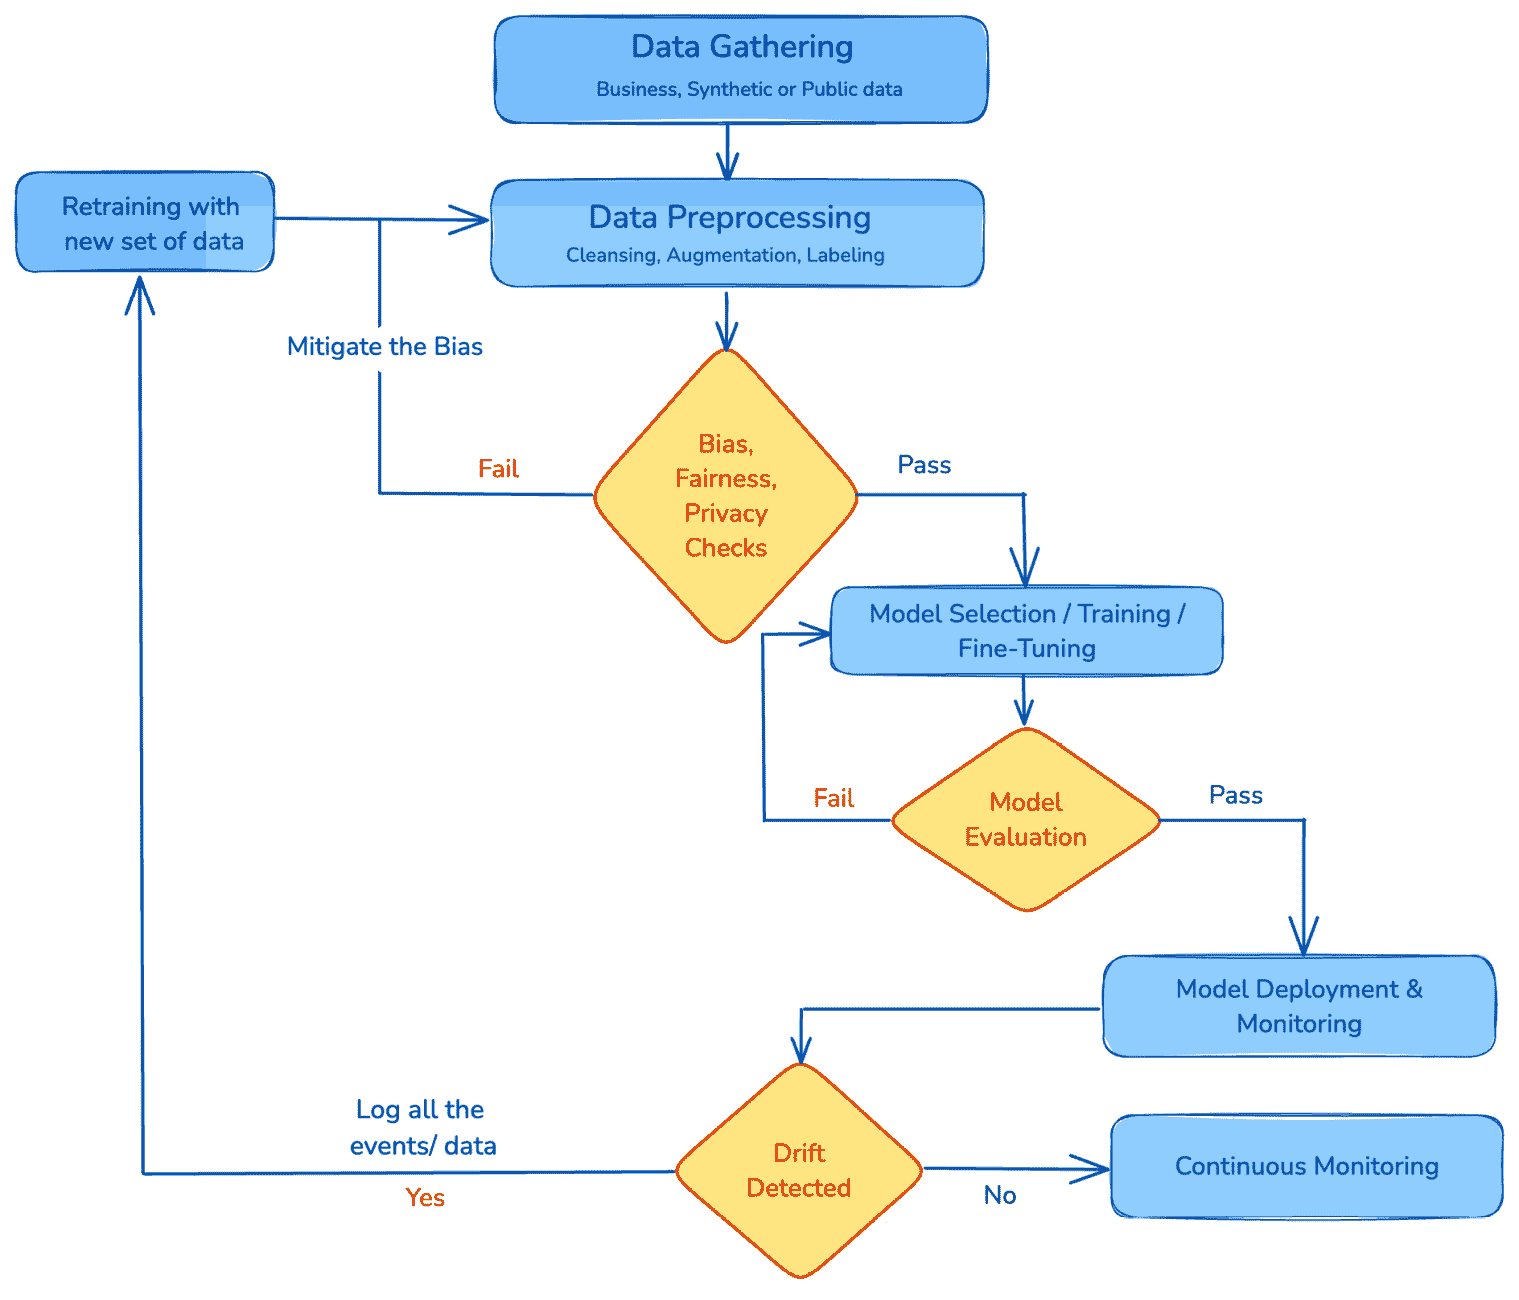 Data Gathering
Business, Synthetic or Public data
Retraining with
new set of data
Data Preprocessing
Cleansing, Augmentation, Labeling
Mitigate the Bias
Fail
Bias,
Fairness,
Privacy
Checks
Pass
Model Selection / Training /
Fine-Tuning
Fail
Model
Evaluation
Pass
Model Deployment &
Monitoring
Log all the
events/ data
Yes
Drift
Detected
No
Continuous Monitoring